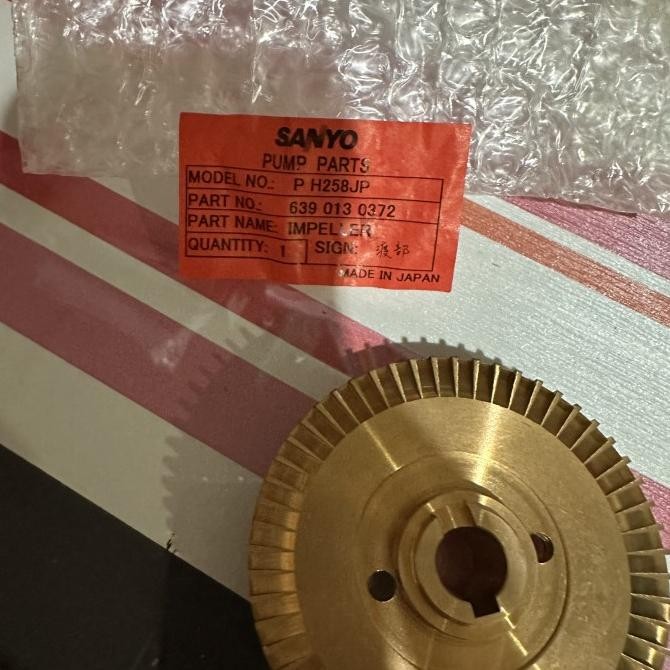 SANYO
PUMP PARTS
MODEL NO.: P H258JP
PART NO.: 639 013 0372
PART NAME: IMPELLER
QUANTITY: 1 SIGN: 渡部
MADE IN JAPAN